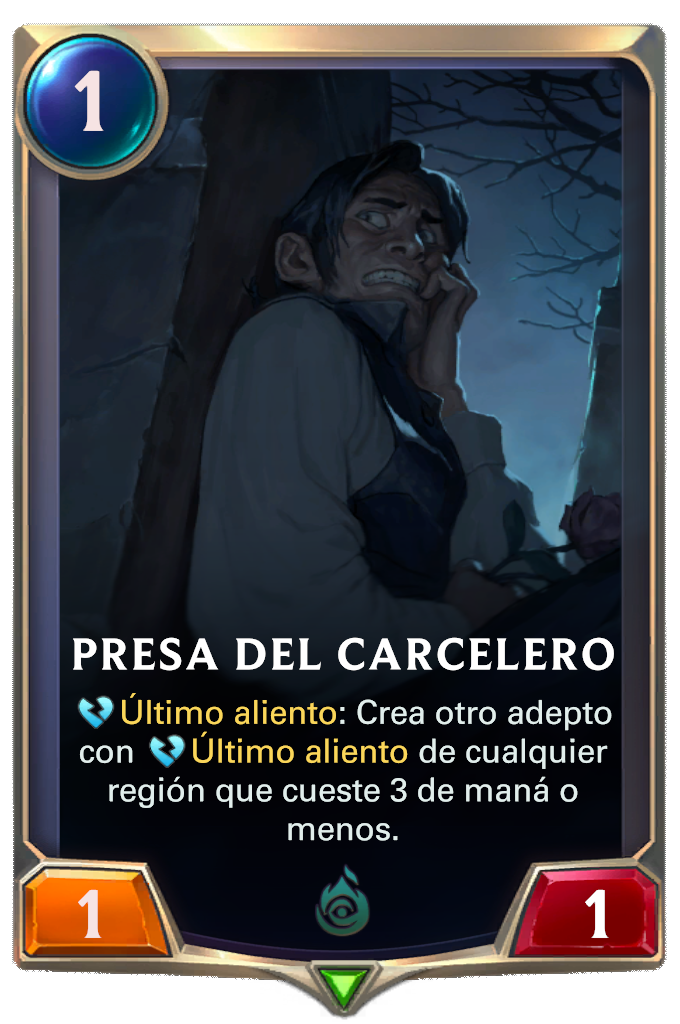 1
PRESA DEL CARCELERO
Último aliento: Crea otro adepto
con Último aliento de cualquier
región que cueste 3 de maná o
menos.
1 1